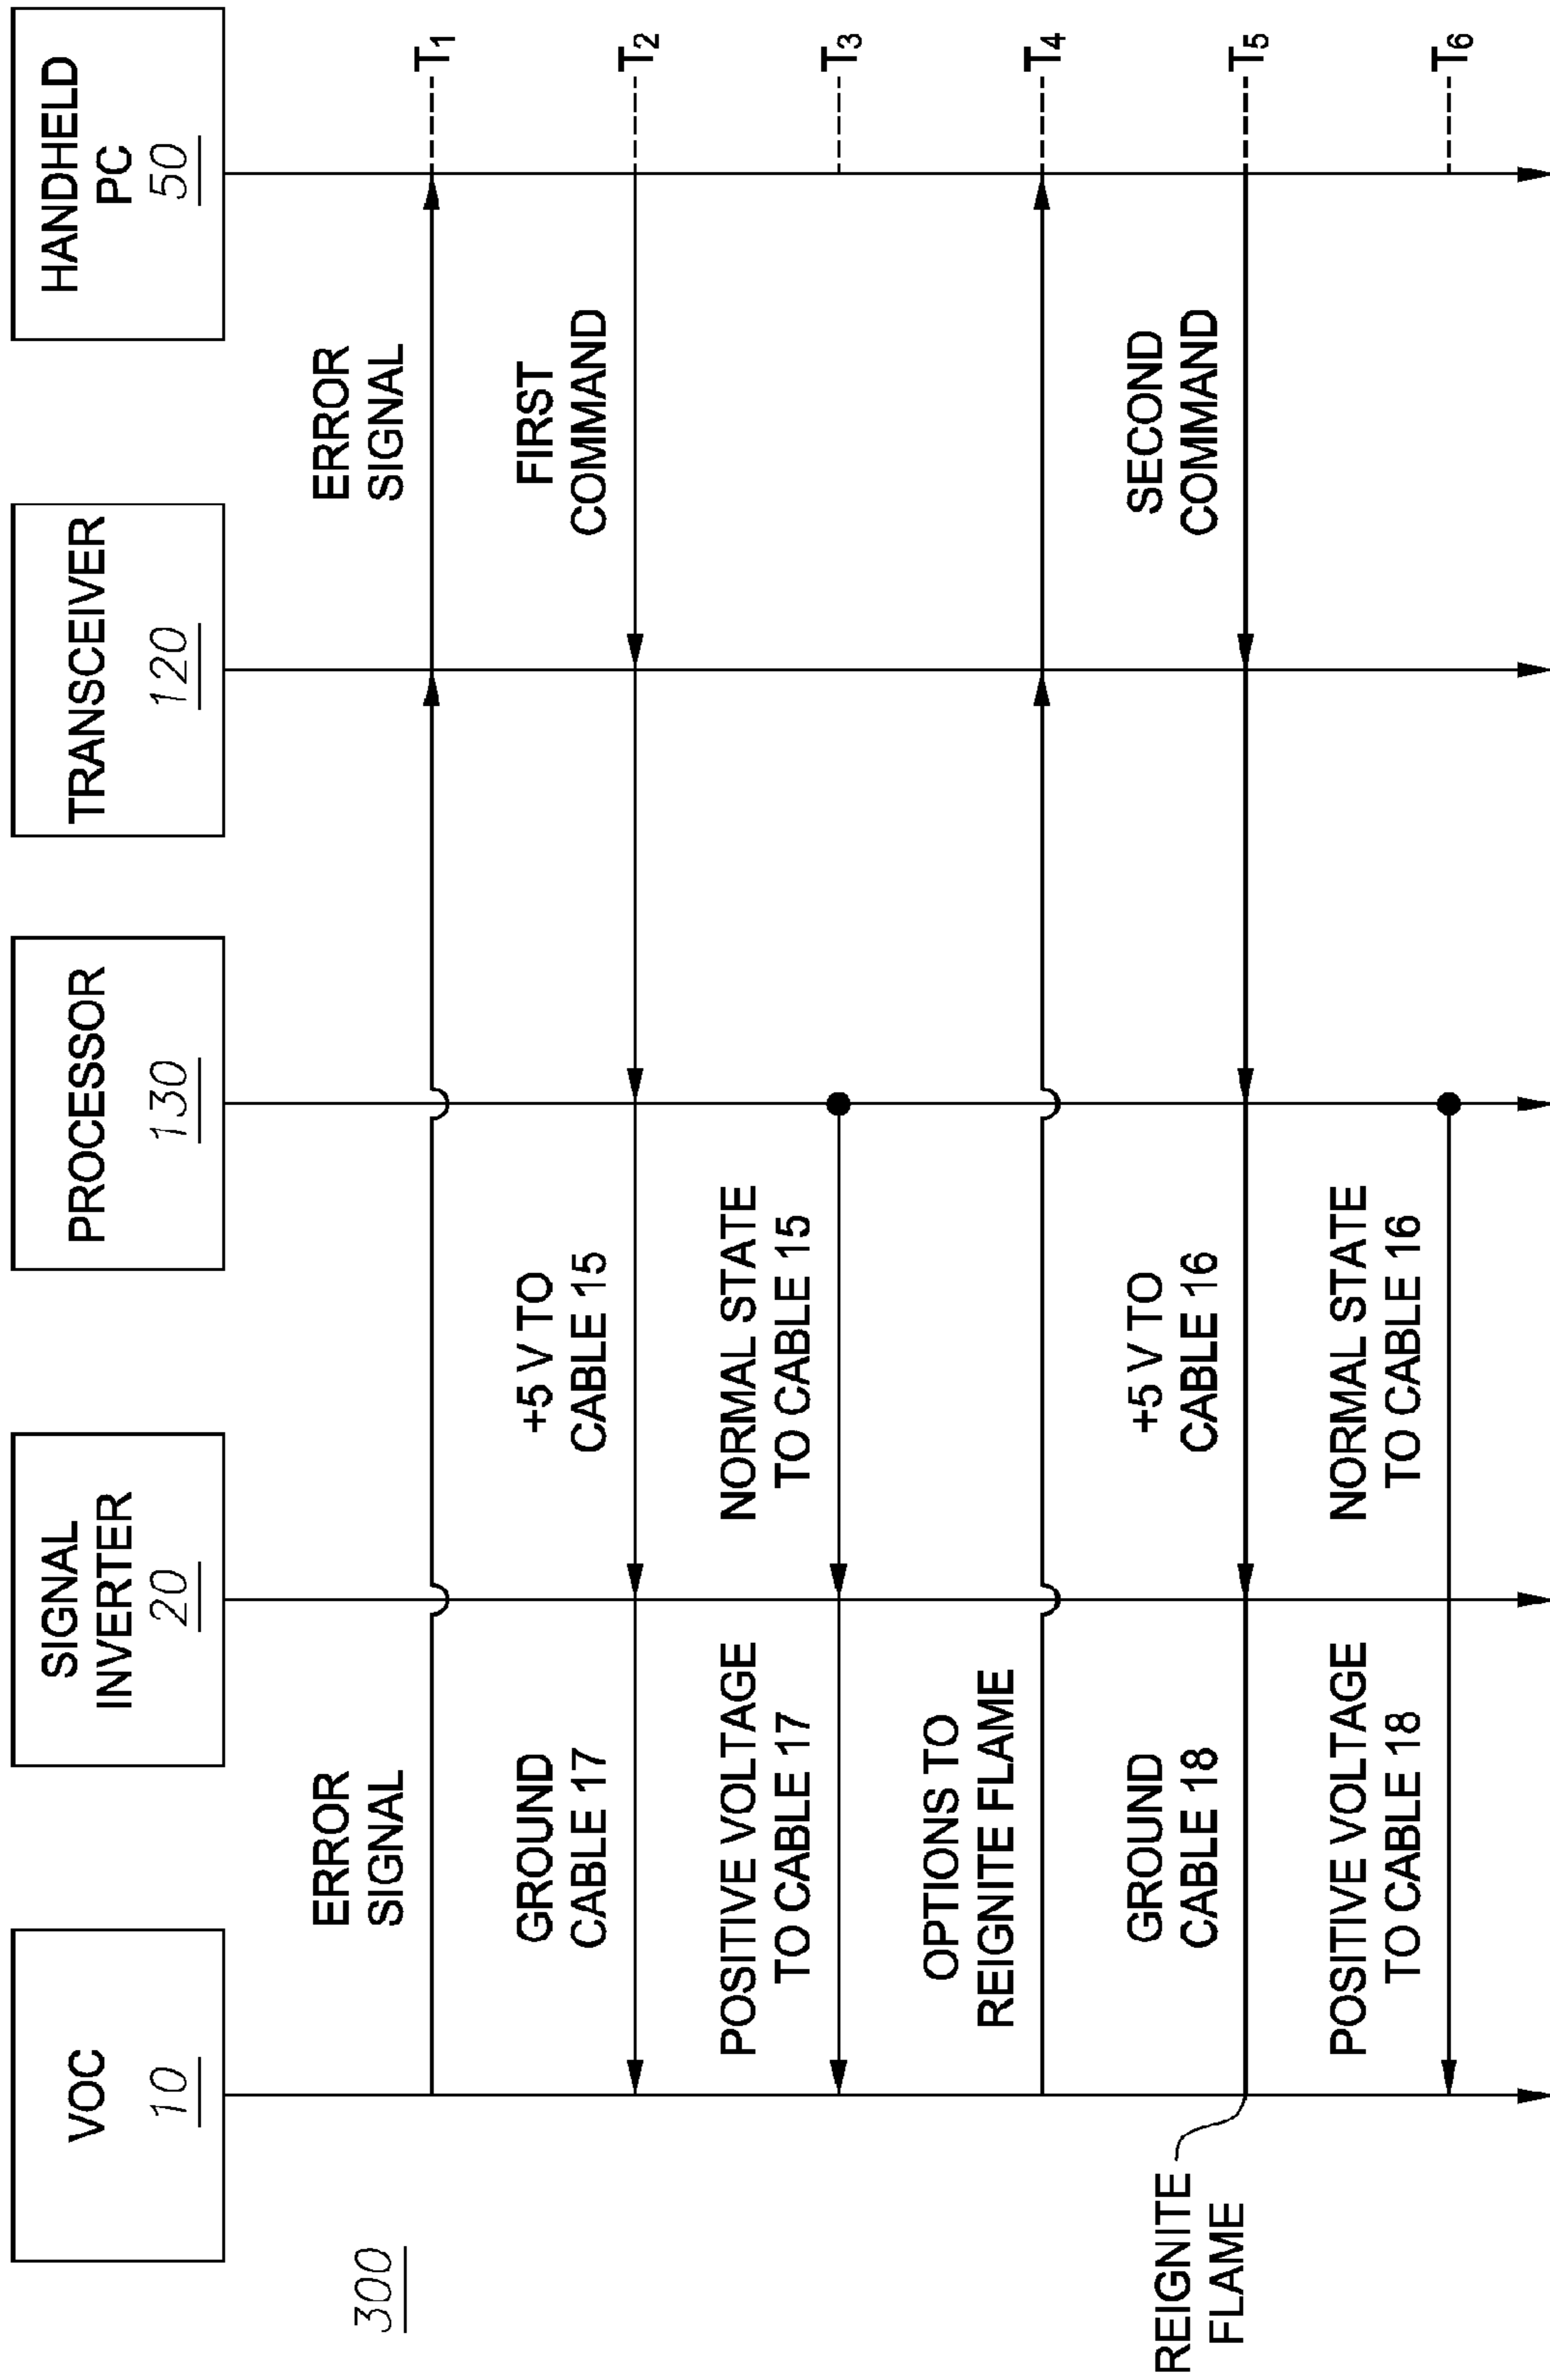 VOC
10
SIGNAL
INVERTER
20
PROCESSOR
130
TRANSCEIVER
120
HANDHELD
PC
50
300
ERROR
SIGNAL
ERROR
SIGNAL
T1
GROUND
CABLE 17
+5 V TO
CABLE 15
FIRST
COMMAND
T2
POSITIVE VOLTAGE
TO CABLE 17
NORMAL STATE
TO CABLE 15
T3
OPTIONS TO
REIGNITE FLAME
T4
REIGNITE
FLAME
GROUND
CABLE 18
+5 V TO
CABLE 16
SECOND
COMMAND
T5
POSITIVE VOLTAGE
TO CABLE 18
NORMAL STATE
TO CABLE 16
T6